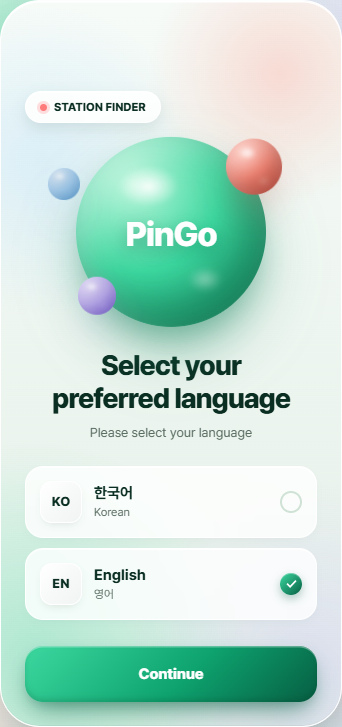 STATION FINDER
PinGo
Select your
preferred language
Please select your language
KO
한국어
Korean
EN
English
영어
Continue